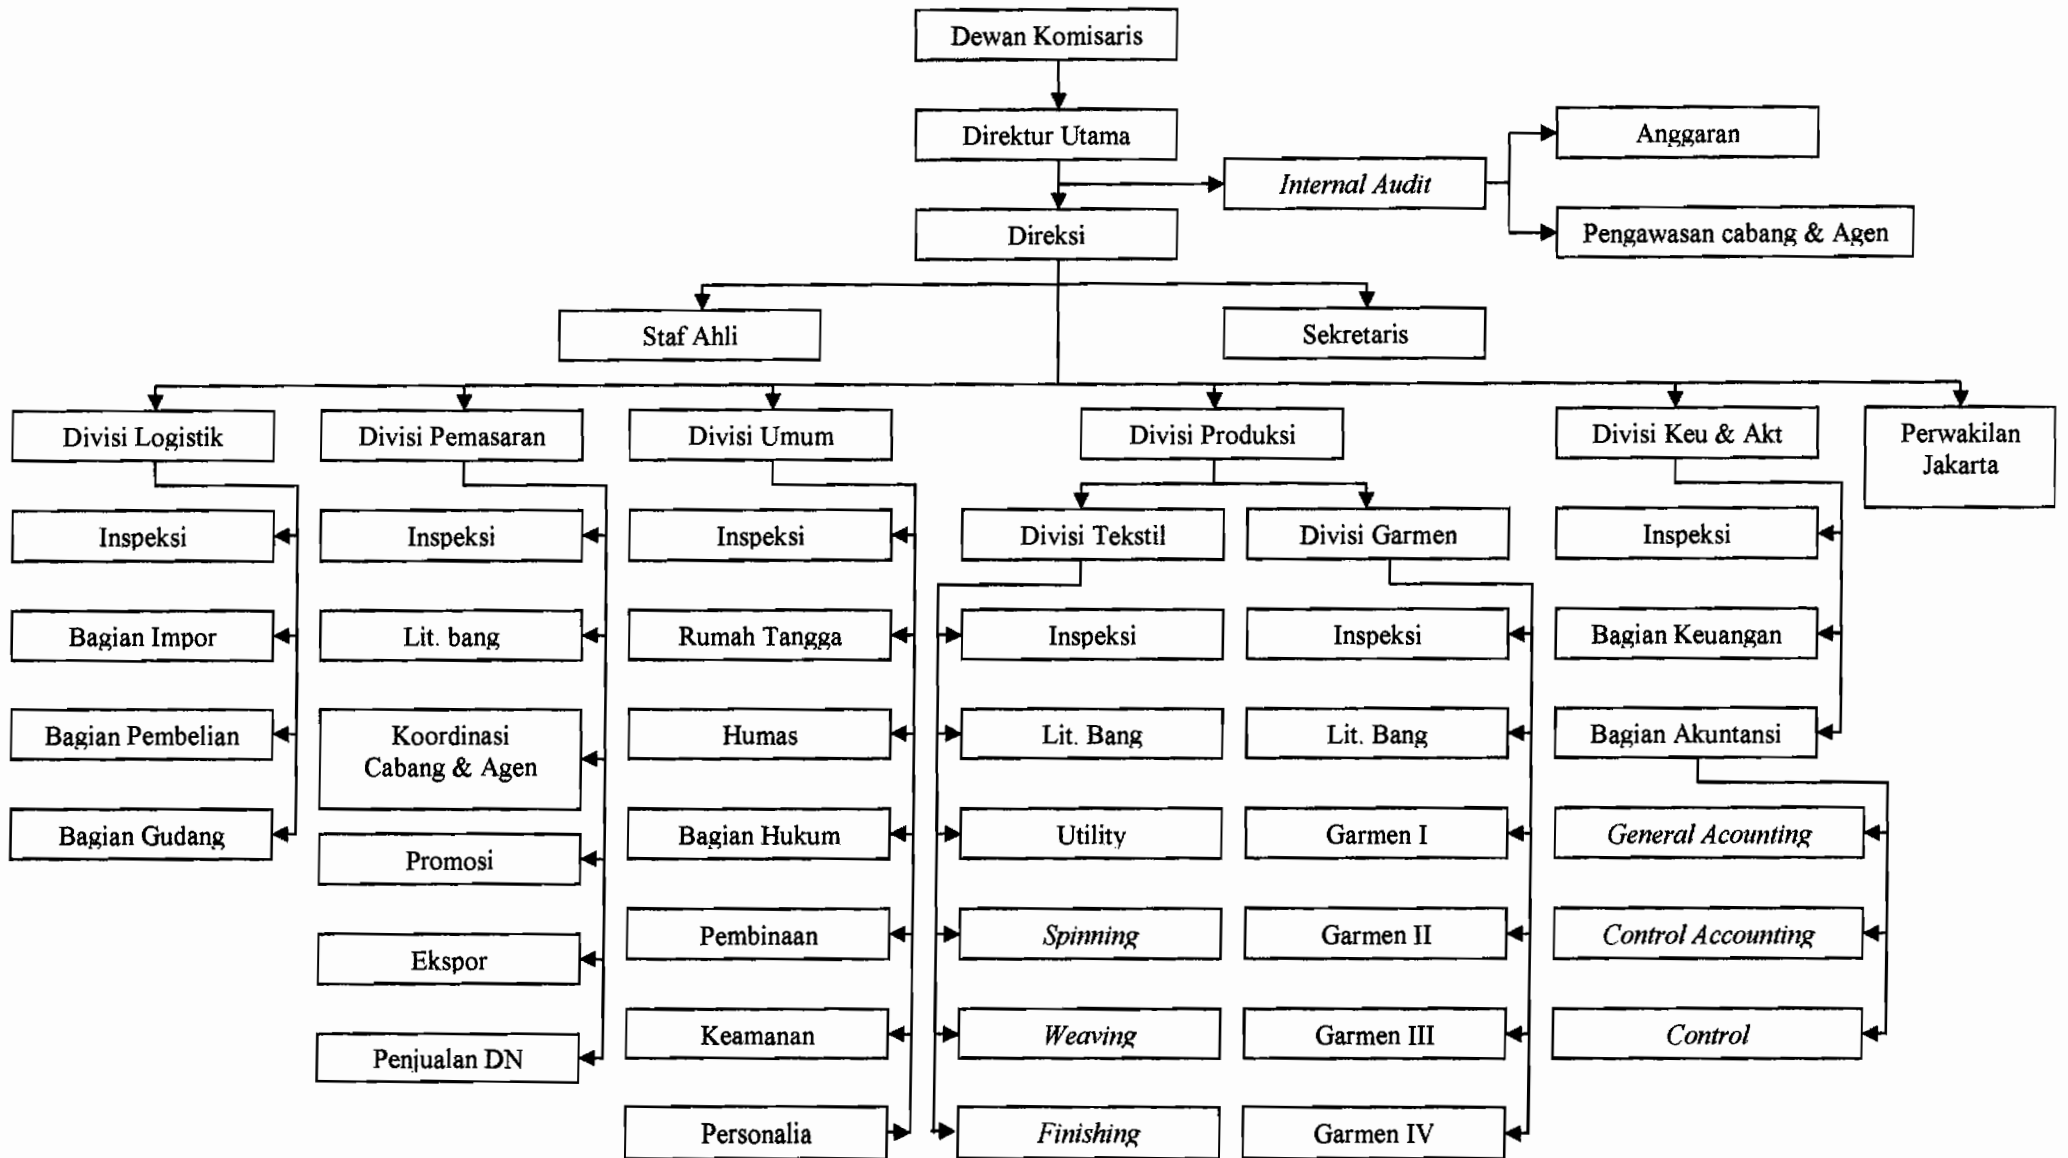 Dewan Komisaris
Direktur Utama
Anggaran
Internal Audit
Direksi
Pengawasan cabang & Agen
Staf Ahli
Sekretaris
Divisi Logistik
Divisi Pemasaran
Divisi Umum
Divisi Produksi
Divisi Keu & Akt
Perwakilan
Jakarta
Inspeksi
Inspeksi
Inspeksi
Divisi Tekstil
Divisi Garmen
Inspeksi
Bagian Impor
Lit. bang
Rumah Tangga
Inspeksi
Inspeksi
Bagian Keuangan
Bagian Pembelian
Koordinasi
Cabang & Agen
Humas
Lit. Bang
Lit. Bang
Bagian Akuntansi
Bagian Gudang
Promosi
Bagian Hukum
Utility
Garmen I
General Acounting
Ekspor
Pembinaan
Spinning
Garmen II
Control Accounting
Penjualan DN
Keamanan
Weaving
Garmen III
Control
Personalia
Finishing
Garmen IV